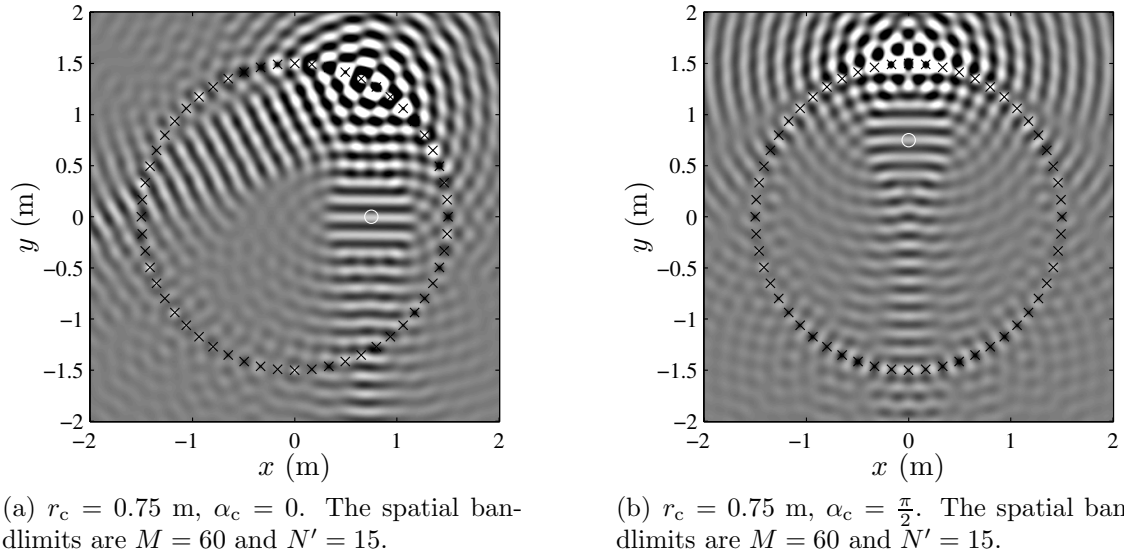 2
1.5
1
0.5
0
−0.5
−1
−1.5
−2
y (m)
−2 −1 0 1 2
x (m)
(a) r_c = 0.75 m, α_c = 0. The spatial ban-
dlimits are M = 60 and N′ = 15.
2
1.5
1
0.5
0
−0.5
−1
−1.5
−2
y (m)
−2 −1 0 1 2
x (m)
(b) r_c = 0.75 m, α_c = π/2. The spatial ban
dlimits are M = 60 and N′ = 15.